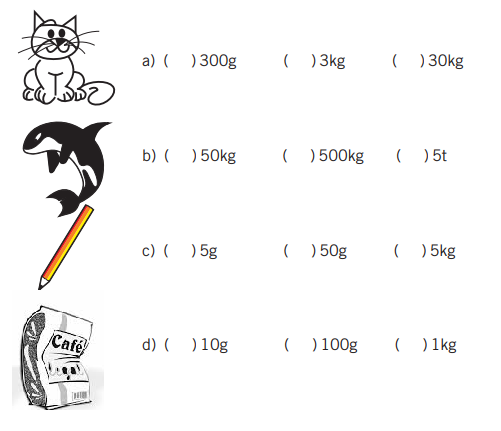 a) (     ) 300g     (     ) 3kg     (     ) 30kg
b) (     ) 50kg     (     ) 500kg     (     ) 5t
c) (     ) 5g     (     ) 50g     (     ) 5kg
Café
d) (     ) 10g     (     ) 100g     (     ) 1kg